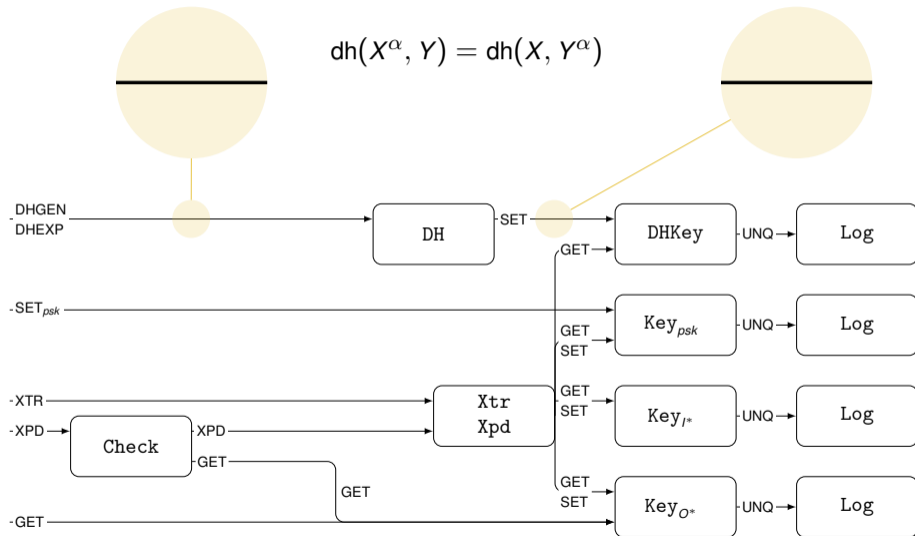 dh(X^α, Y) = dh(X, Y^α)
DHGEN
DHEXP
DH
SET
DHKey
UNQ
Log
GET
SET_psk
Key_psk
UNQ
Log
GET
SET
XTR
Xtr
Xpd
GET
SET
Key_I*
UNQ
Log
XPD
Check
XPD
GET
GET
GET
SET
Key_O*
UNQ
Log
GET